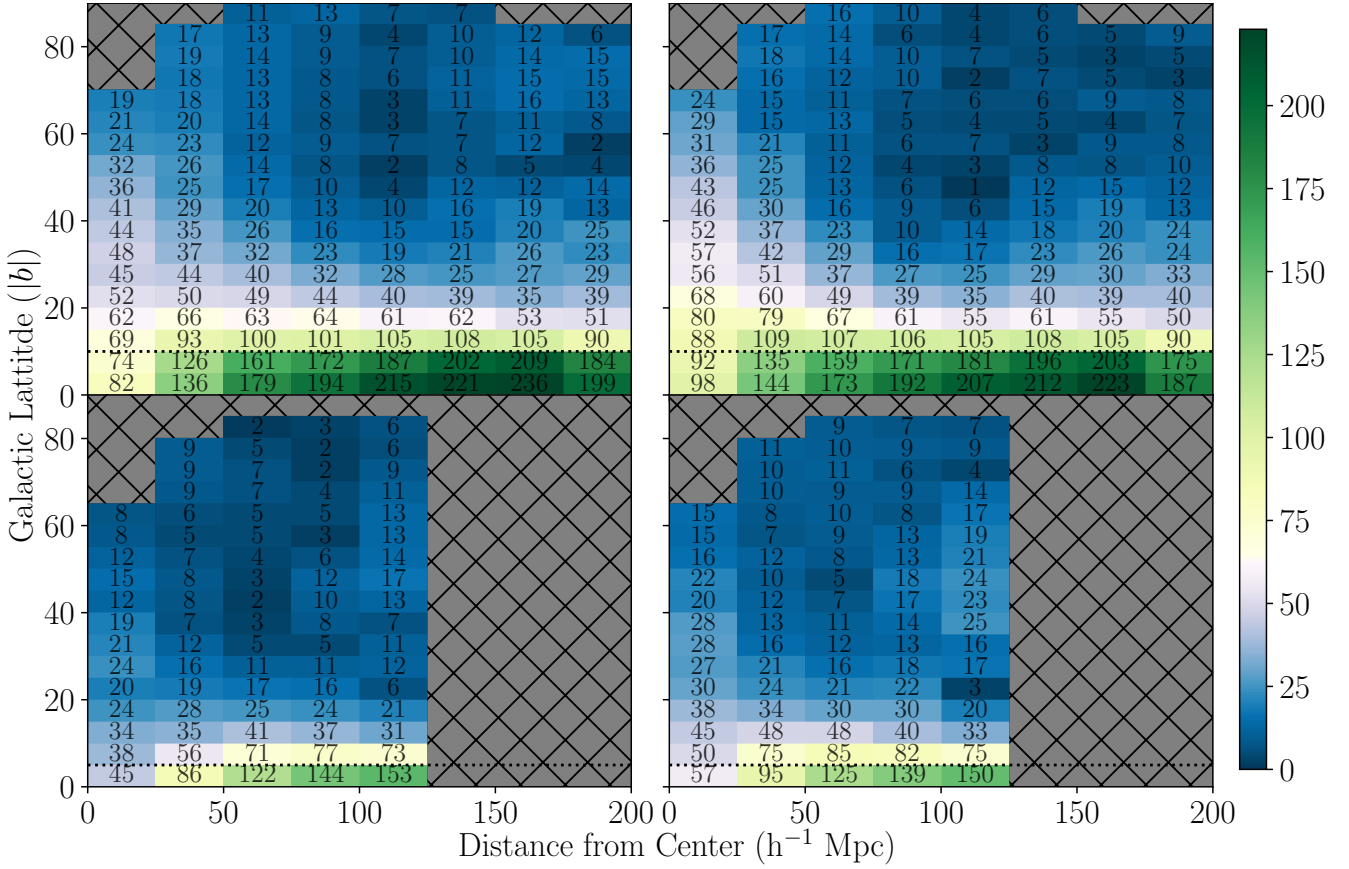 Galactic Lattitde (|b|)
80
60
40
20
0
11 13 7 7
17 13 9 4 10 12 6
19 14 9 7 10 14 15
18 13 8 6 11 15 15
19 18 13 8 3 11 16 13
21 20 14 8 3 7 11 8
24 23 12 9 7 7 12 2
32 26 14 8 2 8 5 4
36 25 17 10 4 12 12 14
41 29 20 13 10 16 19 13
44 35 26 16 15 15 20 25
48 37 32 23 19 21 26 23
45 44 40 32 28 25 27 29
52 50 49 44 40 39 35 39
62 66 63 64 61 62 53 51
69 93 100 101 105 108 105 90
74 126 161 172 187 202 209 184
82 136 179 194 215 221 236 199
16 10 4 6
17 14 6 4 6 5 9
18 14 10 7 5 3 5
16 12 10 2 7 5 3
24 15 11 7 6 6 9 8
29 15 13 5 4 5 4 7
31 21 11 6 7 3 9 8
36 25 12 4 3 8 8 10
43 25 13 6 1 12 15 12
46 30 16 9 6 15 19 13
52 37 23 10 14 18 20 24
57 42 29 16 17 23 26 24
56 51 37 27 25 29 30 33
68 60 49 39 35 40 39 40
80 79 67 61 55 61 55 50
88 109 107 106 105 108 105 90
92 135 159 171 181 196 203 175
98 144 173 192 207 212 223 187
80
60
40
20
0
2 3 6
9 5 2 6
9 7 2 9
9 7 4 11
8 6 5 5 13
8 5 5 3 13
12 7 4 6 14
15 8 3 12 17
12 8 2 10 13
19 7 3 8 7
21 12 5 5 11
24 16 11 11 12
20 19 17 16 6
24 28 25 24 21
34 35 41 37 31
38 56 71 77 73
45 86 122 144 153
9 7 7
11 10 9 9
10 11 6 4
10 9 9 14
15 8 10 8 17
15 7 9 13 19
16 12 8 13 21
22 10 5 18 24
20 12 7 17 23
28 13 11 14 25
28 16 12 13 16
27 21 16 18 17
30 24 21 22 3
38 34 30 30 20
45 48 48 40 33
50 75 85 82 75
57 95 125 139 150
0 50 100 150 200
0 50 100 150 200
Distance from Center (h⁻¹ Mpc)
200
175
150
125
100
75
50
25
0